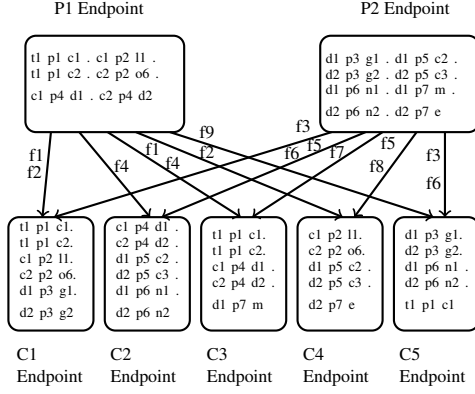 P1 Endpoint
P2 Endpoint
t1 p1 c1 . c1 p2 l1 .
t1 p1 c2 . c2 p2 o6 .
c1 p4 d1 . c2 p4 d2
d1 p3 g1 . d1 p5 c2 .
d2 p3 g2 . d2 p5 c3 .
d1 p6 n1 . d1 p7 m .
d2 p6 n2 . d2 p7 e
f1
f2
f4
f1
f4
f9
f2
f3
f6
f5
f7
f5
f8
f3
f6
t1 p1 c1.
t1 p1 c2.
c1 p2 l1.
c2 p2 o6.
d1 p3 g1.
d2 p3 g2
c1 p4 d1 .
c2 p4 d2 .
d1 p5 c2 .
d2 p5 c3 .
d1 p6 n1 .
d2 p6 n2
t1 p1 c1.
t1 p1 c2.
c1 p4 d1 .
c2 p4 d2 .
d1 p7 m
c1 p2 l1.
c2 p2 o6.
d1 p5 c2 .
d2 p5 c3 .
d2 p7 e
d1 p3 g1.
d2 p3 g2.
d1 p6 n1 .
d2 p6 n2 .
t1 p1 c1
C1
Endpoint
C2
Endpoint
C3
Endpoint
C4
Endpoint
C5
Endpoint